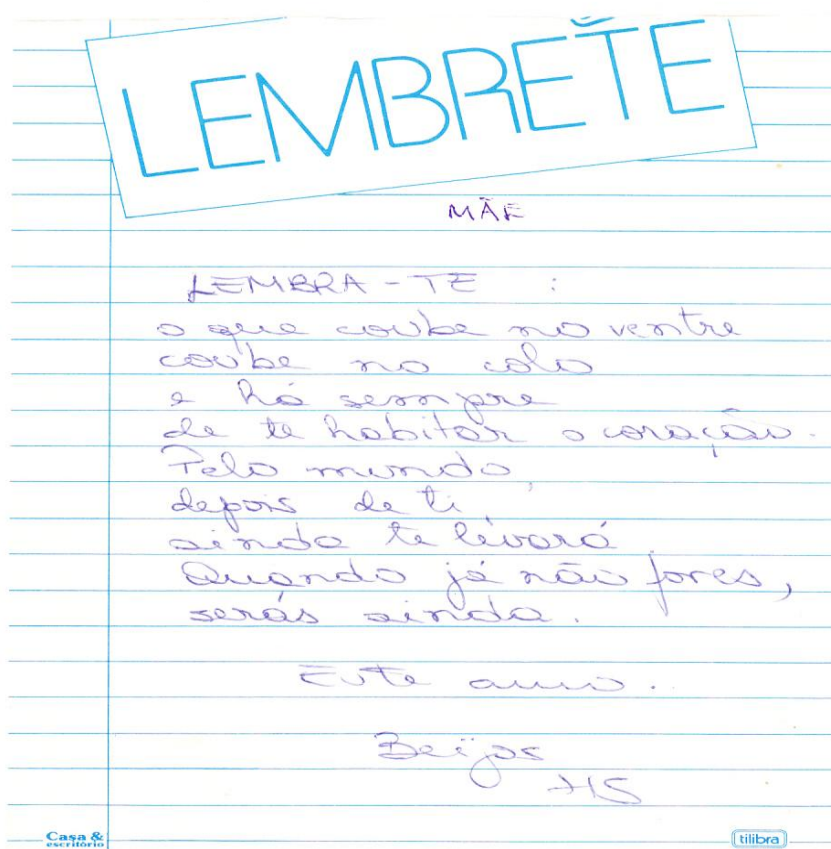 LEMBRETE
MÃE
LEMBRA-TE :
o que coube no ventre
coube no colo
e há sempre
de te habitar o coração.
Pelo mundo,
depois de ti,
ainda te levará
Quando já não fores,
serás ainda.
Eu te amo.
Beijos
HS
Casa &
escritório
tilibra